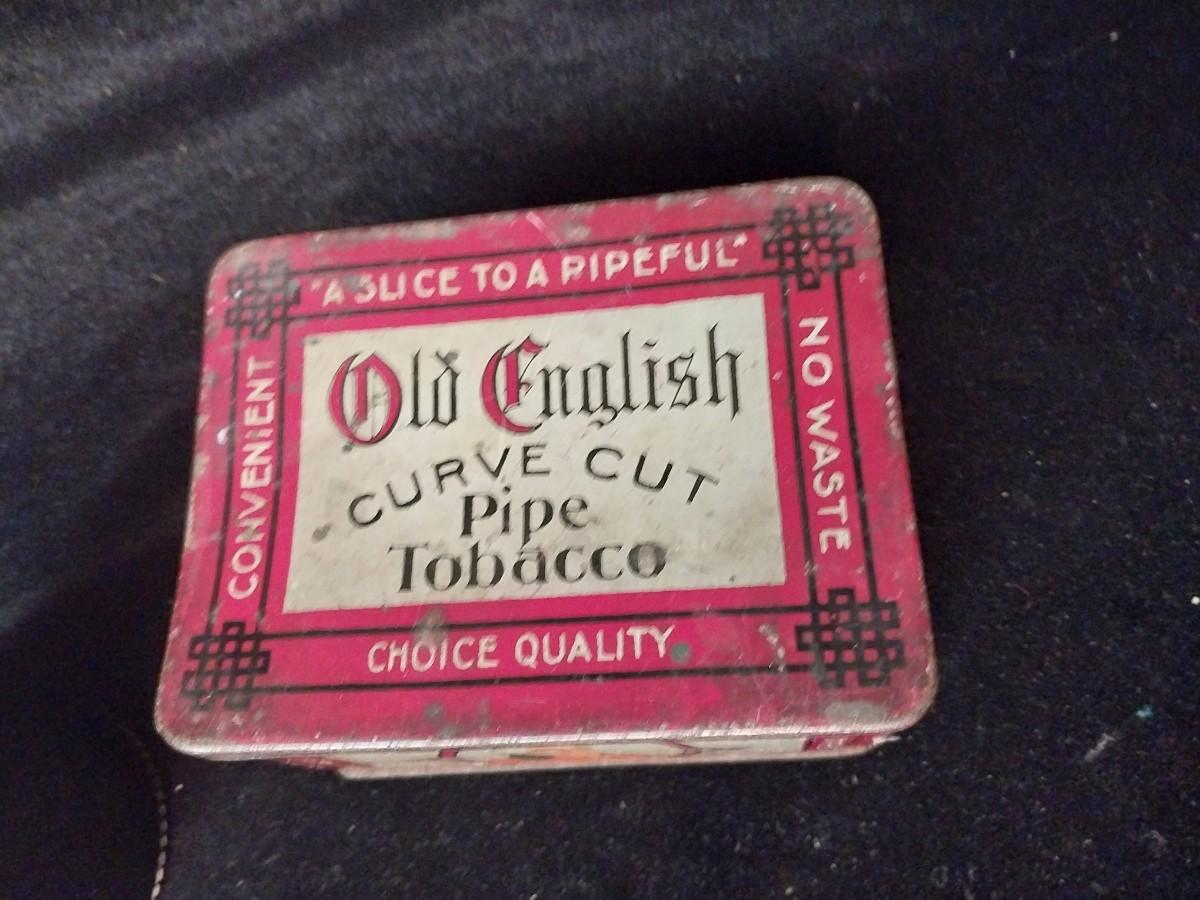 "A SLICE TO A PIPEFUL"
CONVENIENT
NO WASTE
Old English
CURVE CUT
Pipe
Tobacco
CHOICE QUALITY